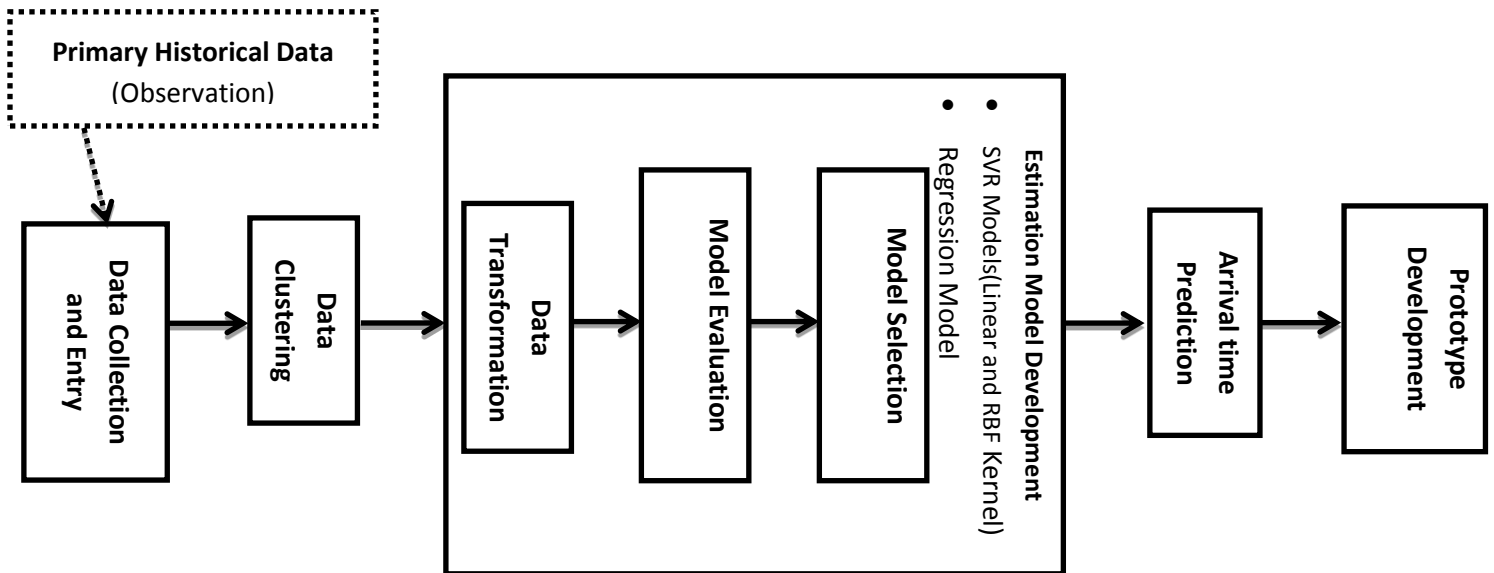 Primary Historical Data
(Observation)
Data Collection
and Entry
Data
Clustering
Estimation Model Development
• SVR Models(Linear and RBF Kernel)
• Regression Model
Data
Transformation
Model Evaluation
Model Selection
Arrival time
Prediction
Prototype
Development